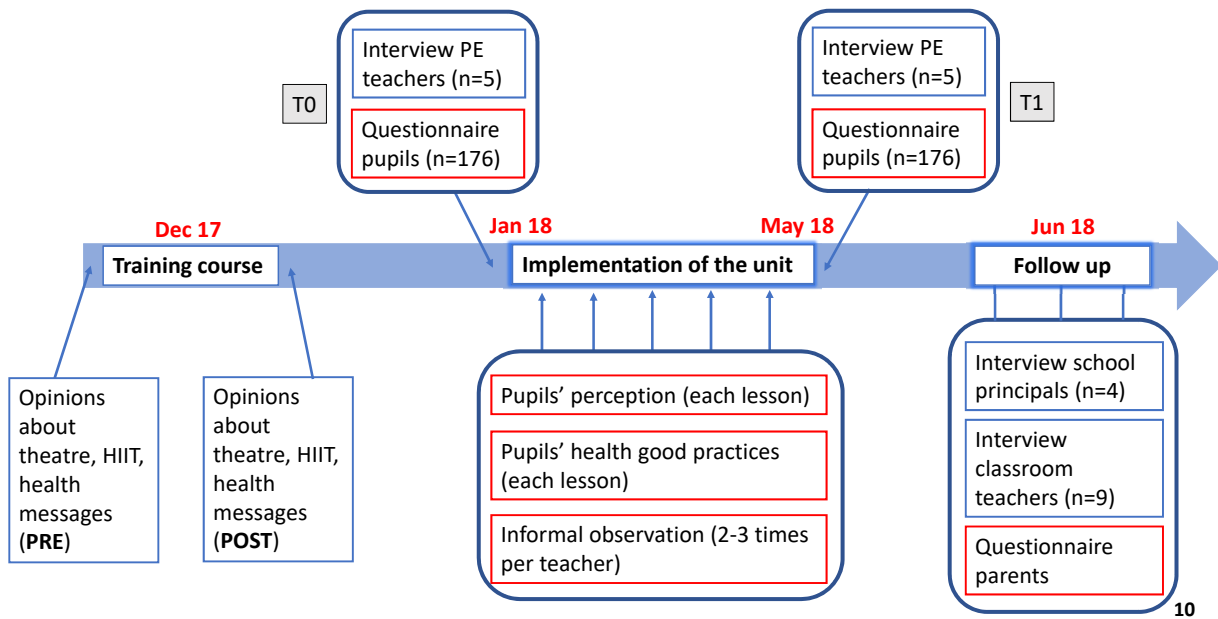 T0
Interview PE
teachers (n=5)
Questionnaire
pupils (n=176)
Interview PE
teachers (n=5)
Questionnaire
pupils (n=176)
T1
Dec 17
Jan 18
May 18
Jun 18
Training course
Implementation of the unit
Follow up
Opinions
about
theatre, HIIT,
health
messages
(PRE)
Opinions
about
theatre, HIIT,
health
messages
(POST)
Pupils’ perception (each lesson)
Pupils’ health good practices
(each lesson)
Informal observation (2-3 times
per teacher)
Interview school
principals (n=4)
Interview
classroom
teachers (n=9)
Questionnaire
parents
10